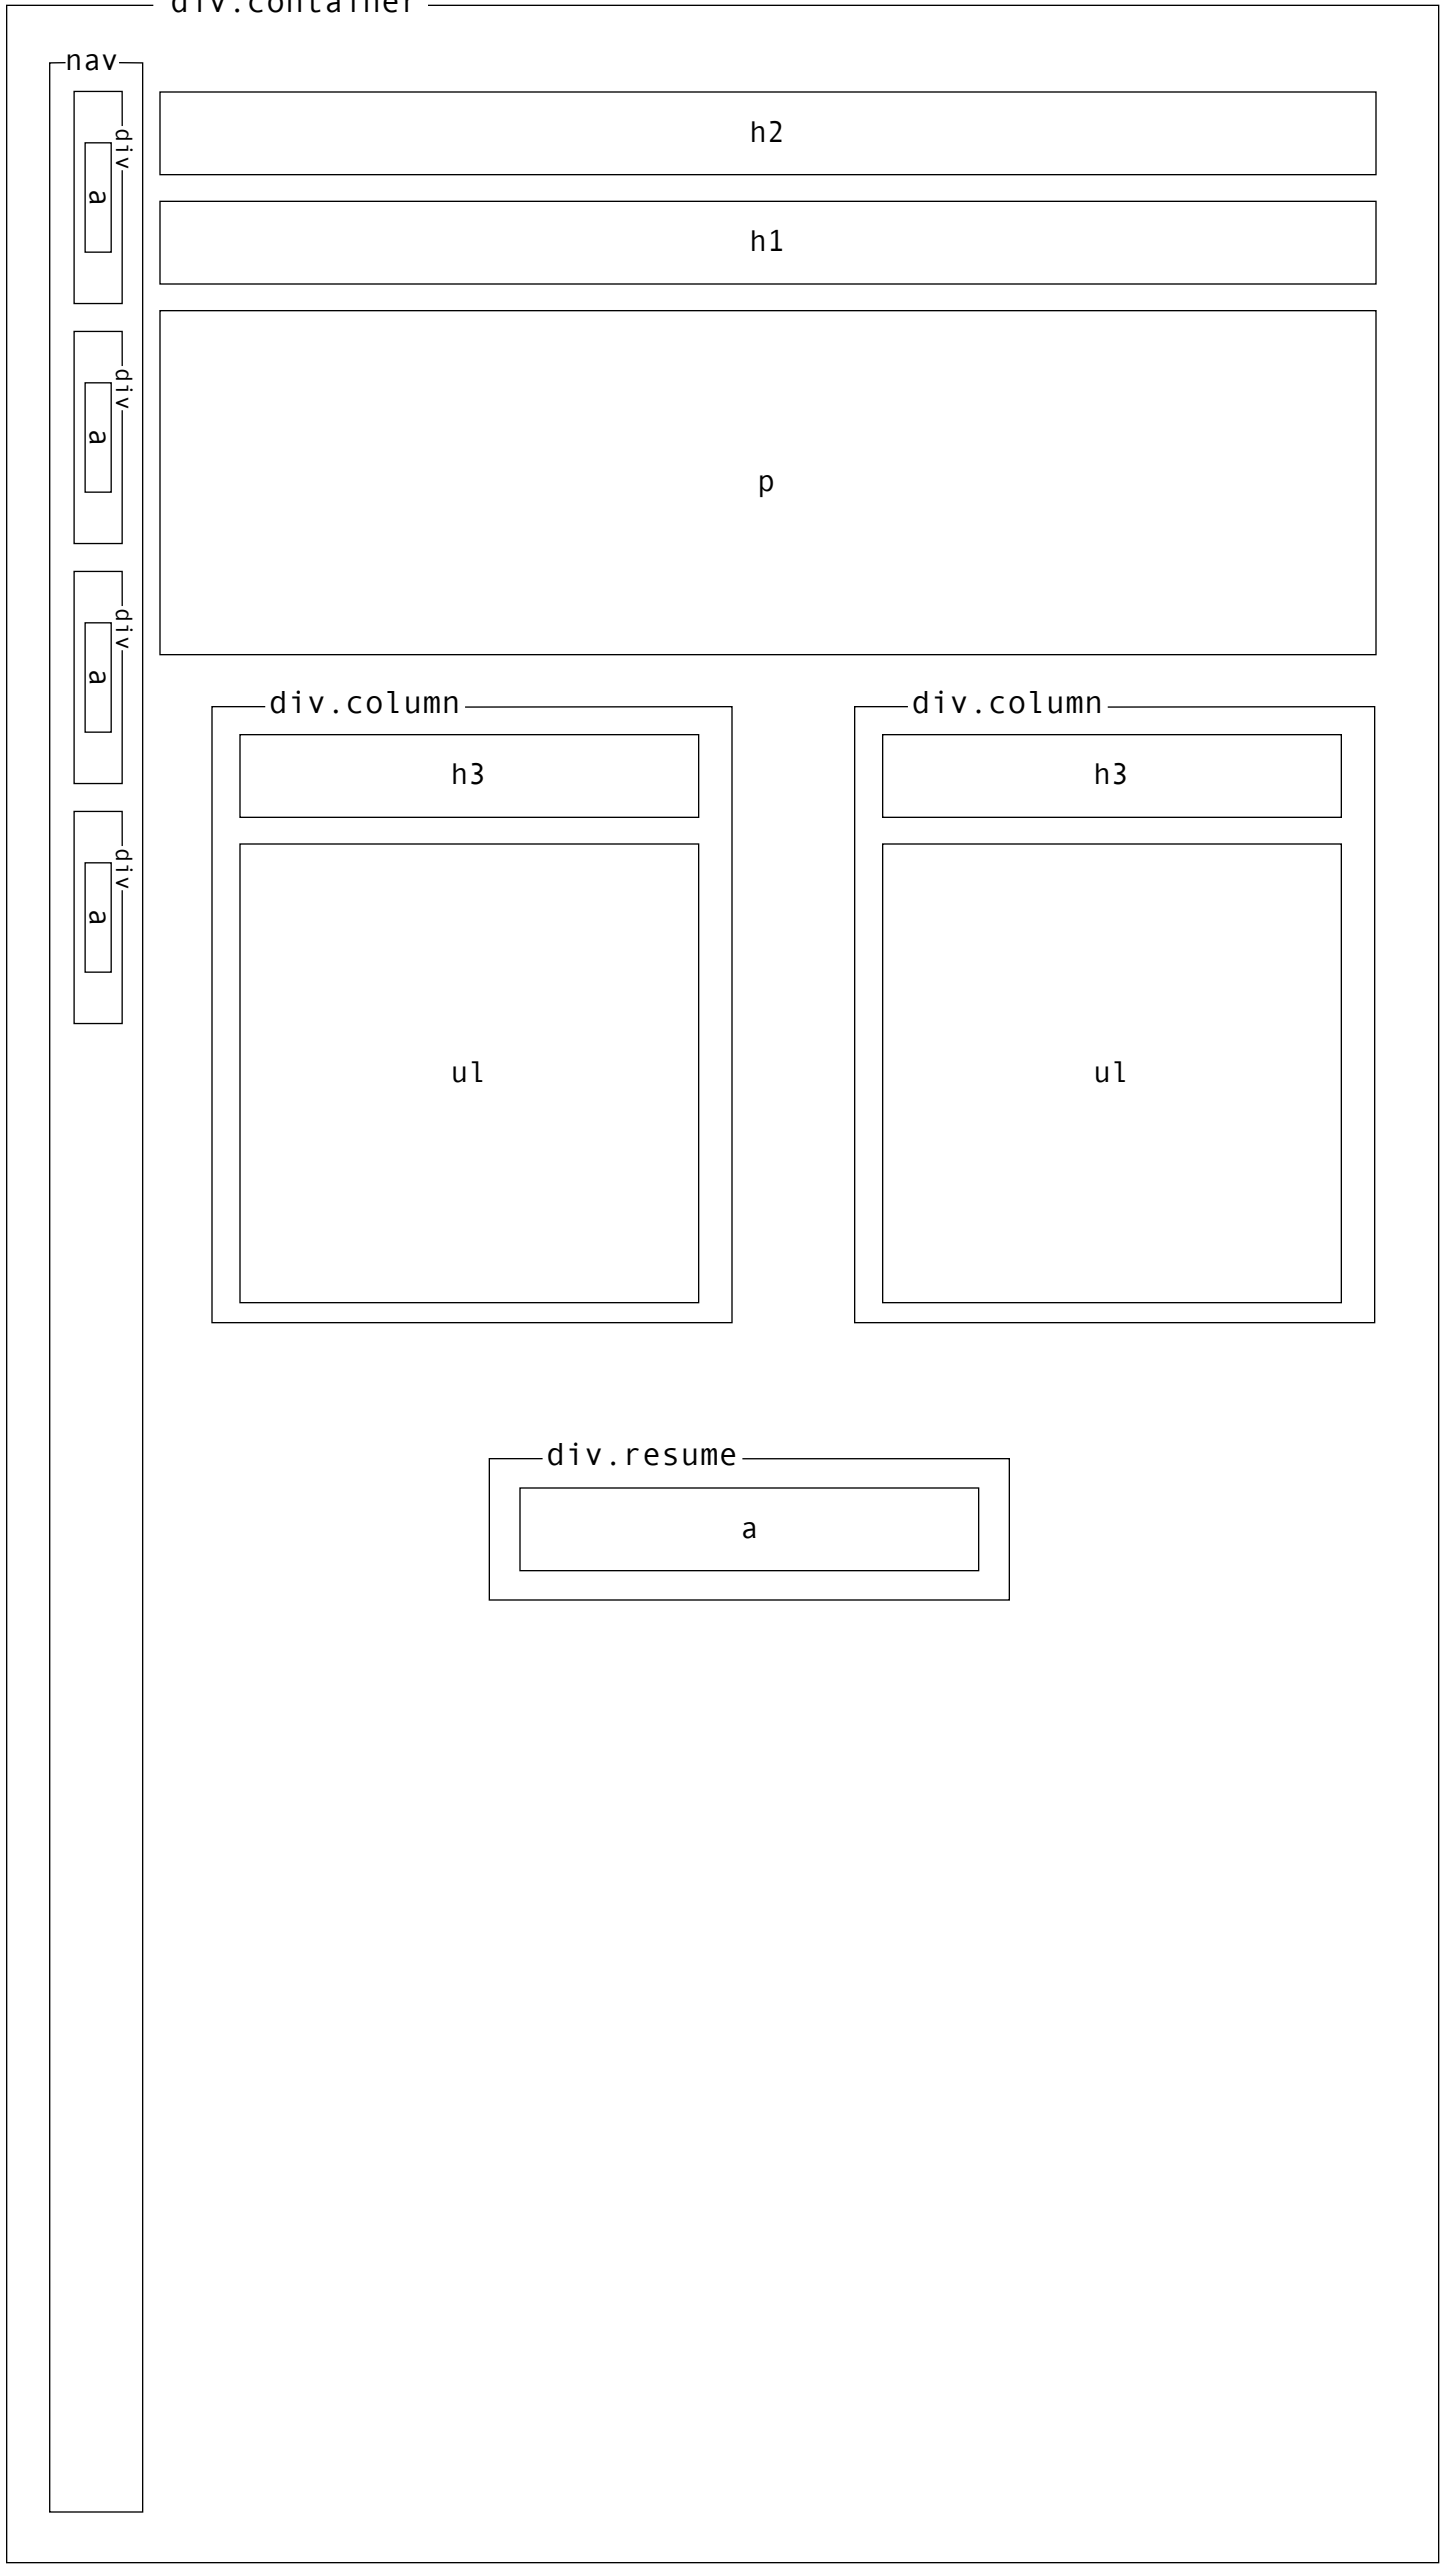 div.container
nav
div
a
div
a
div
a
div
a
h2
h1
p
div.column
h3
ul
div.column
h3
ul
div.resume
a